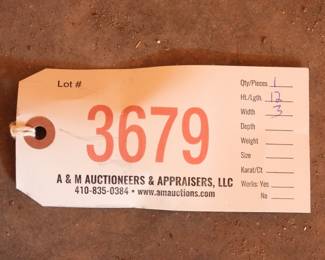 Lot #
3679
A & M AUCTIONEERS & APPRAISERS, LLC
410-835-0384 • www.amauctions.com
Qty/Pieces 1
Ht./Lgth. 12
Width 3
Depth
Weight
Size
Karat/Ct
Works: Yes
No